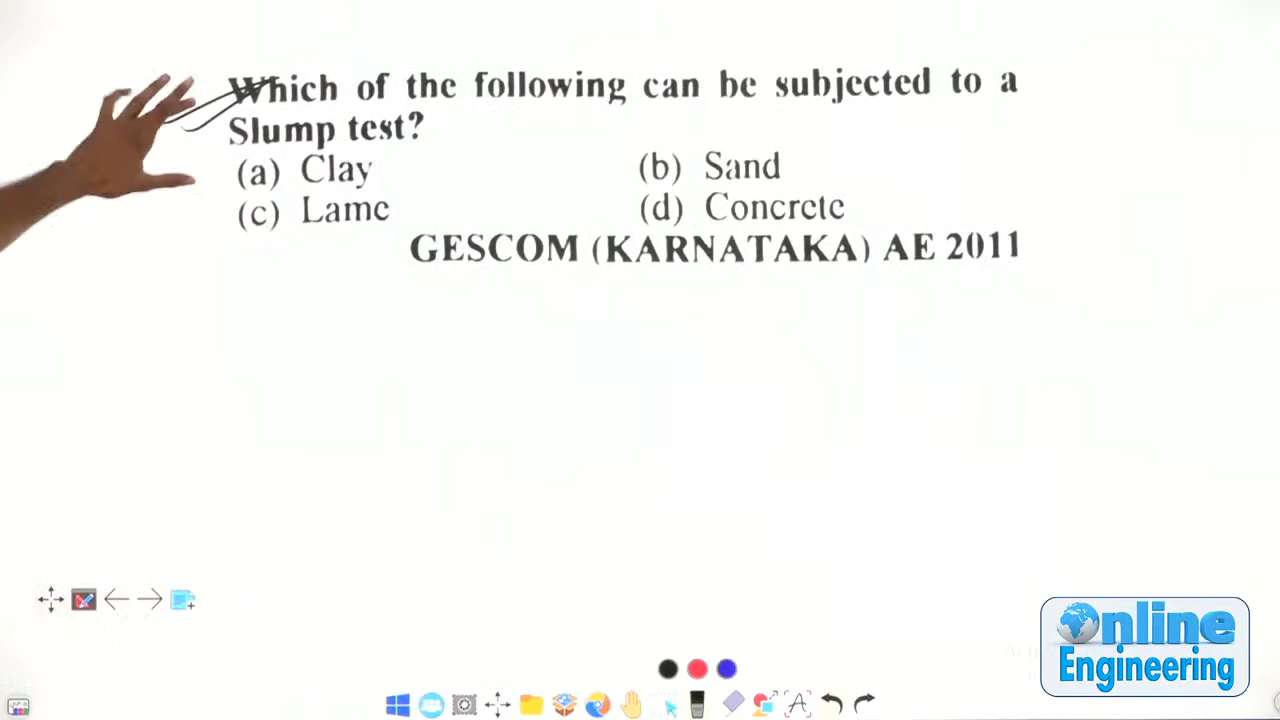 Which of the following can be subjected to a
Slump test?
(a) Clay (b) Sand
(c) Lame (d) Concrete
GESCOM (KARNATAKA) AE 2011
Online
Engineering